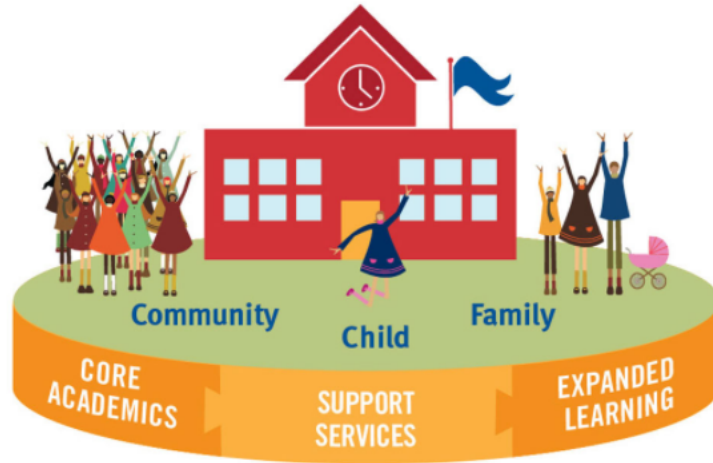 Community
Child
Family
CORE
ACADEMICS
SUPPORT
SERVICES
EXPANDED
LEARNING